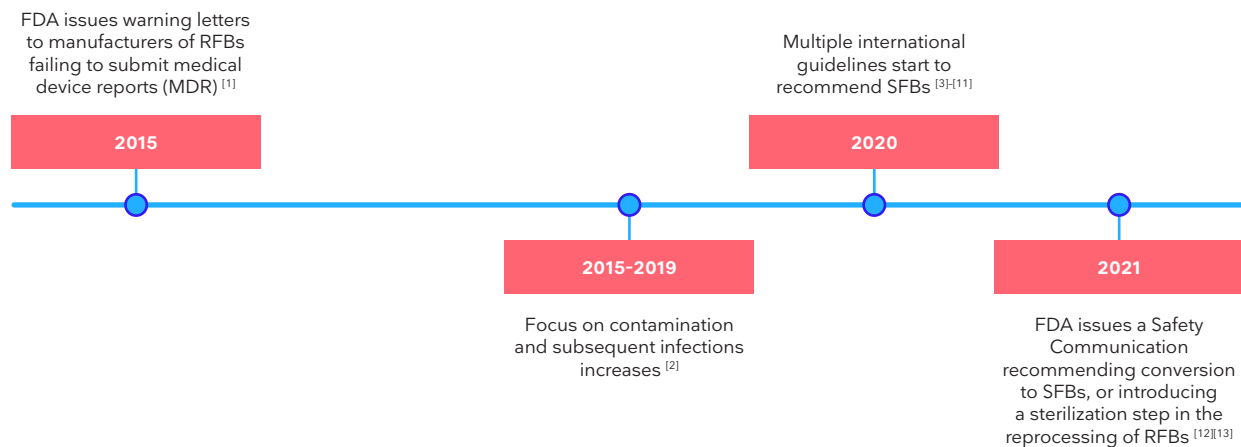 FDA issues warning letters
to manufacturers of RFBs
failing to submit medical
device reports (MDR) [1]
2015
2015-2019
Focus on contamination
and subsequent infections
increases [2]
Multiple international
guidelines start to
recommend SFBs [3]-[11]
2020
2021
FDA issues a Safety
Communication
recommending conversion
to SFBs, or introducing
a sterilization step in the
reprocessing of RFBs [12][13]